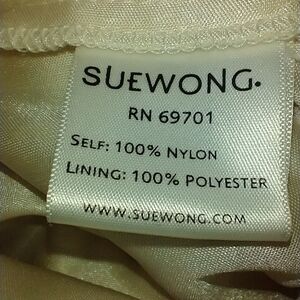 SUEWONG.
RN 69701
SELF: 100% NYLON
LINING: 100% POLYESTER
WWW.SUEWONG.COM